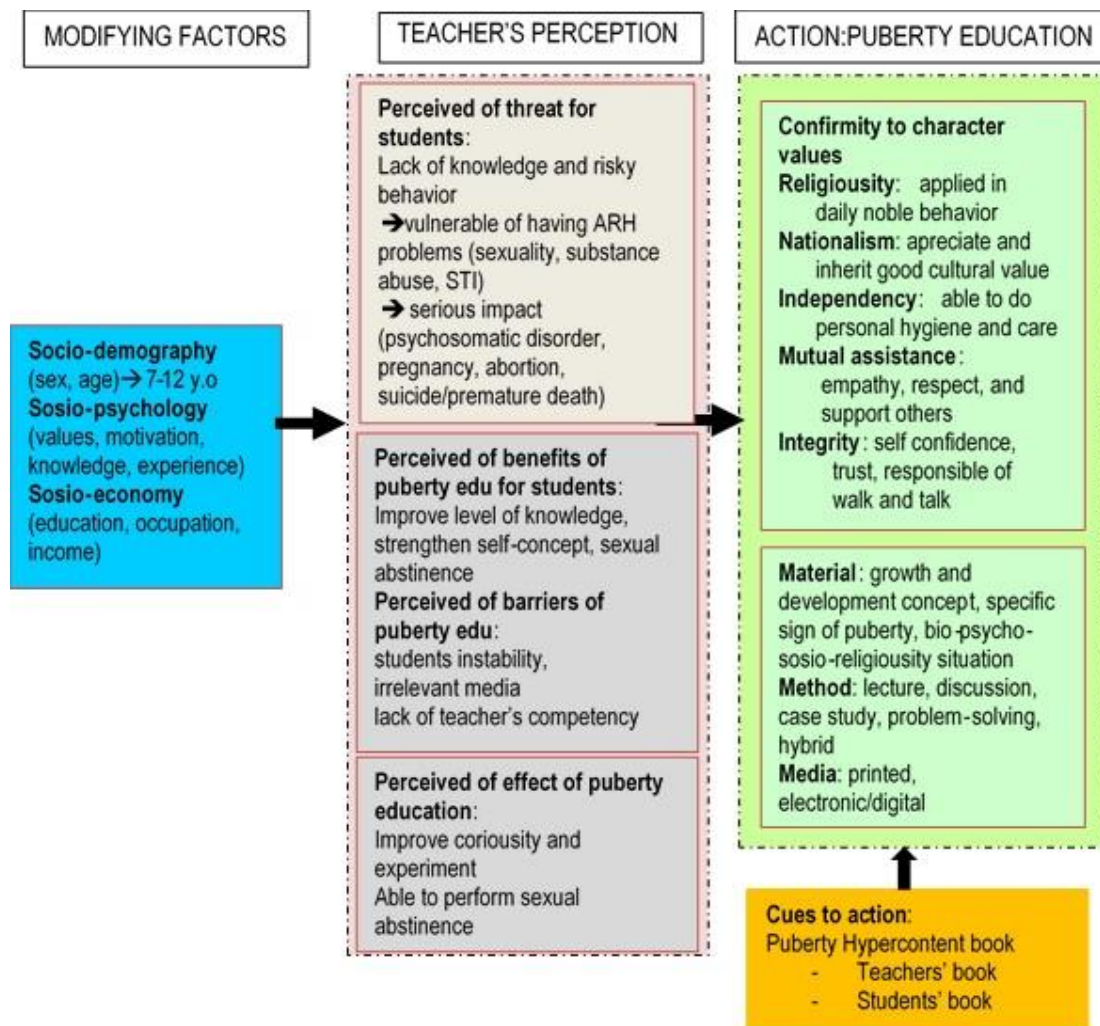 MODIFYING FACTORS
TEACHER'S PERCEPTION
ACTION:PUBERTY EDUCATION
Socio-demography
(sex, age)➔ 7-12 y.o
Sosio-psychology
(values, motivation,
knowledge, experience)
Sosio-economy
(education, occupation,
income)
Perceived of threat for
students:
Lack of knowledge and risky
behavior
➔vulnerable of having ARH
problems (sexuality, substance
abuse, STI)
➔ serious impact
(psychosomatic disorder,
pregnancy, abortion,
suicide/premature death)
Perceived of benefits of
puberty edu for students:
Improve level of knowledge,
strengthen self-concept, sexual
abstinence
Perceived of barriers of
puberty edu:
students instability,
irrelevant media
lack of teacher's competency
Perceived of effect of puberty
education:
Improve coriousity and
experiment
Able to perform sexual
abstinence
Confirmity to character
values
Religiousity: applied in
daily noble behavior
Nationalism: apreciate and
inherit good cultural value
Independency: able to do
personal hygiene and care
Mutual assistance:
empathy, respect, and
support others
Integrity: self confidence,
trust, responsible of
walk and talk
Material: growth and
development concept, specific
sign of puberty, bio-psycho-
sosio-religiousity situation
Method: lecture, discussion,
case study, problem-solving,
hybrid
Media: printed,
electronic/digital
Cues to action:
Puberty Hypercontent book
- Teachers' book
- Students' book